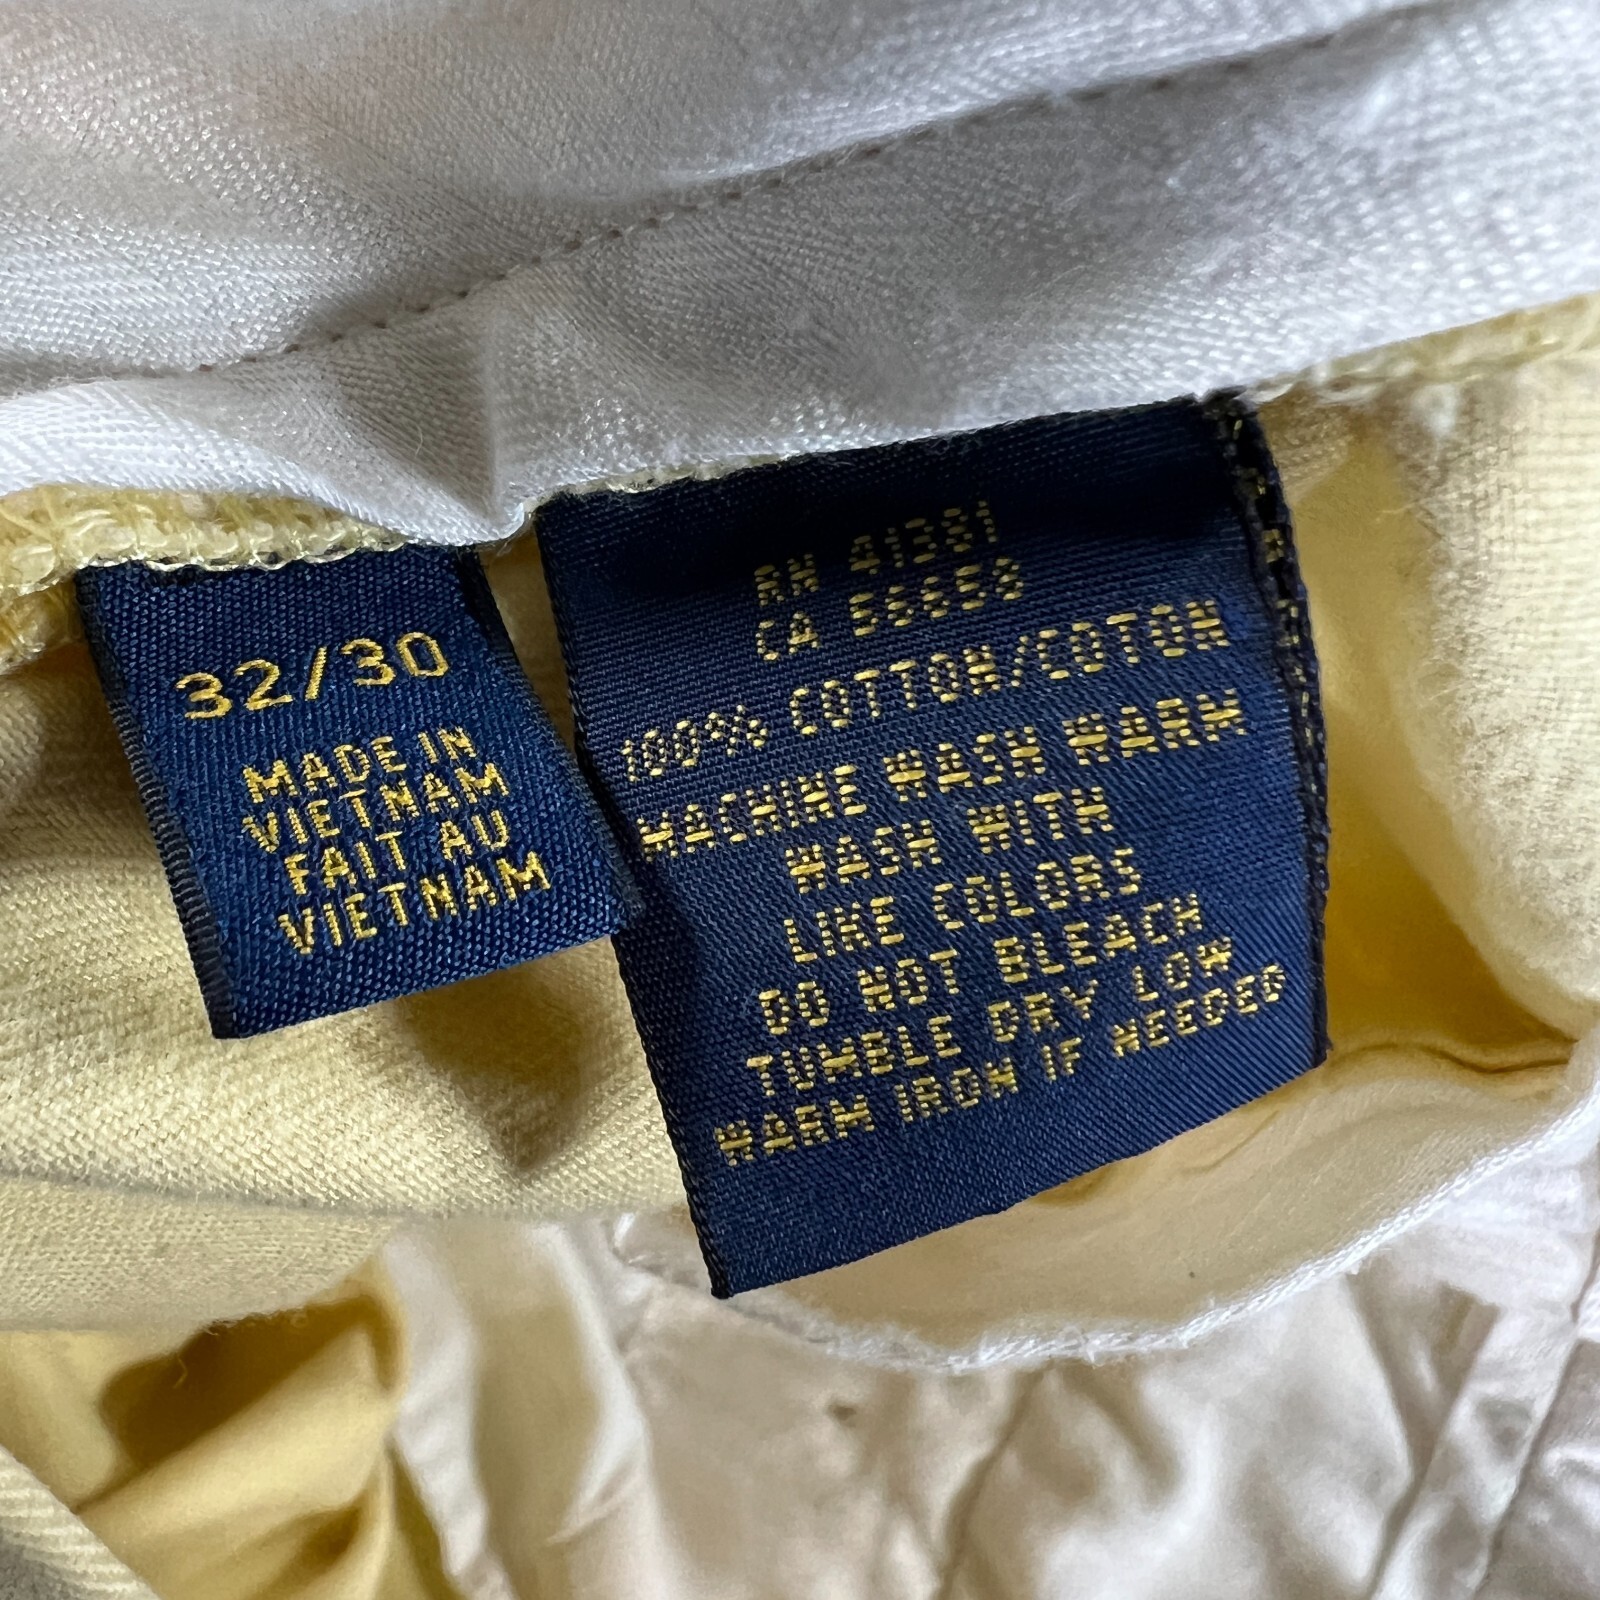 32/30
MADE IN
VIETNAM
FAIT AU
VIETNAM
RN 41381
CA 56658
100% COTTON/COTON
MACHINE WASH WARM
WASH WITH
LIKE COLORS
DO NOT BLEACH
TUMBLE DRY LOW
WARM IRON IF NEEDED